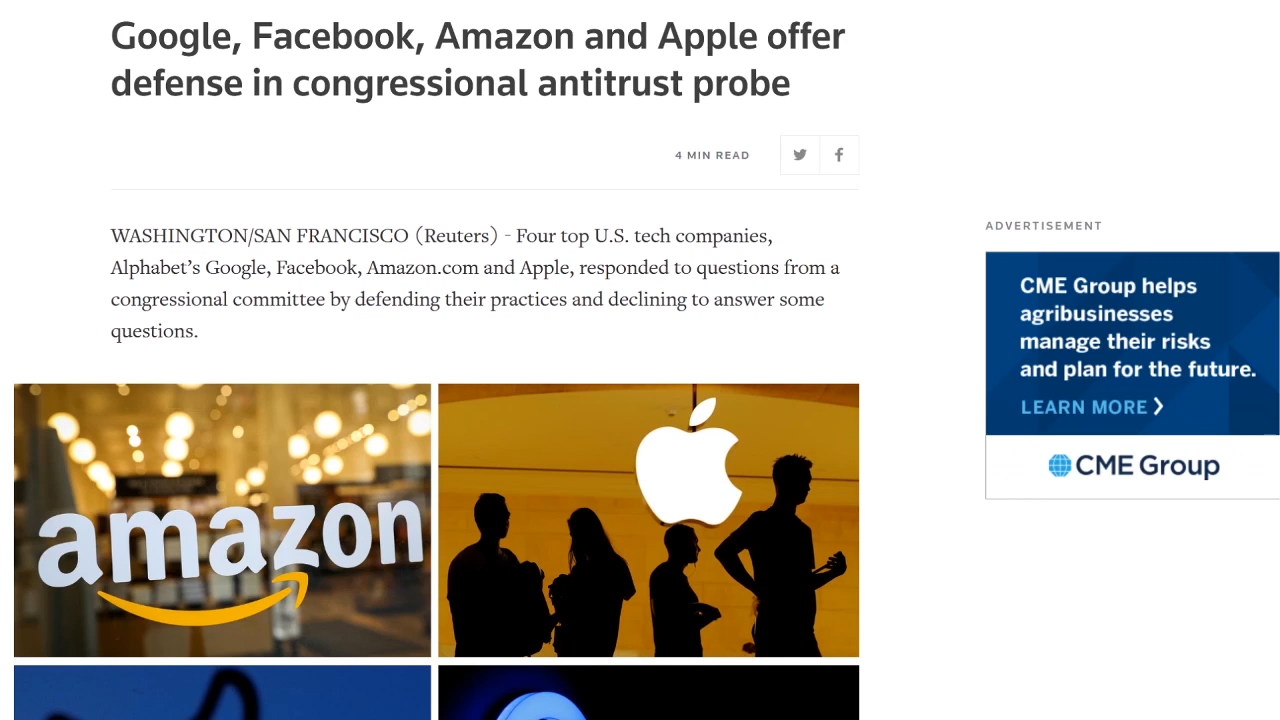 Google, Facebook, Amazon and Apple offer
defense in congressional antitrust probe
4 MIN READ
WASHINGTON/SAN FRANCISCO (Reuters) - Four top U.S. tech companies,
Alphabet’s Google, Facebook, Amazon.com and Apple, responded to questions from a
congressional committee by defending their practices and declining to answer some
questions.
ADVERTISEMENT
CME Group helps
agribusinesses
manage their risks
and plan for the future.
LEARN MORE
CME Group
amazon